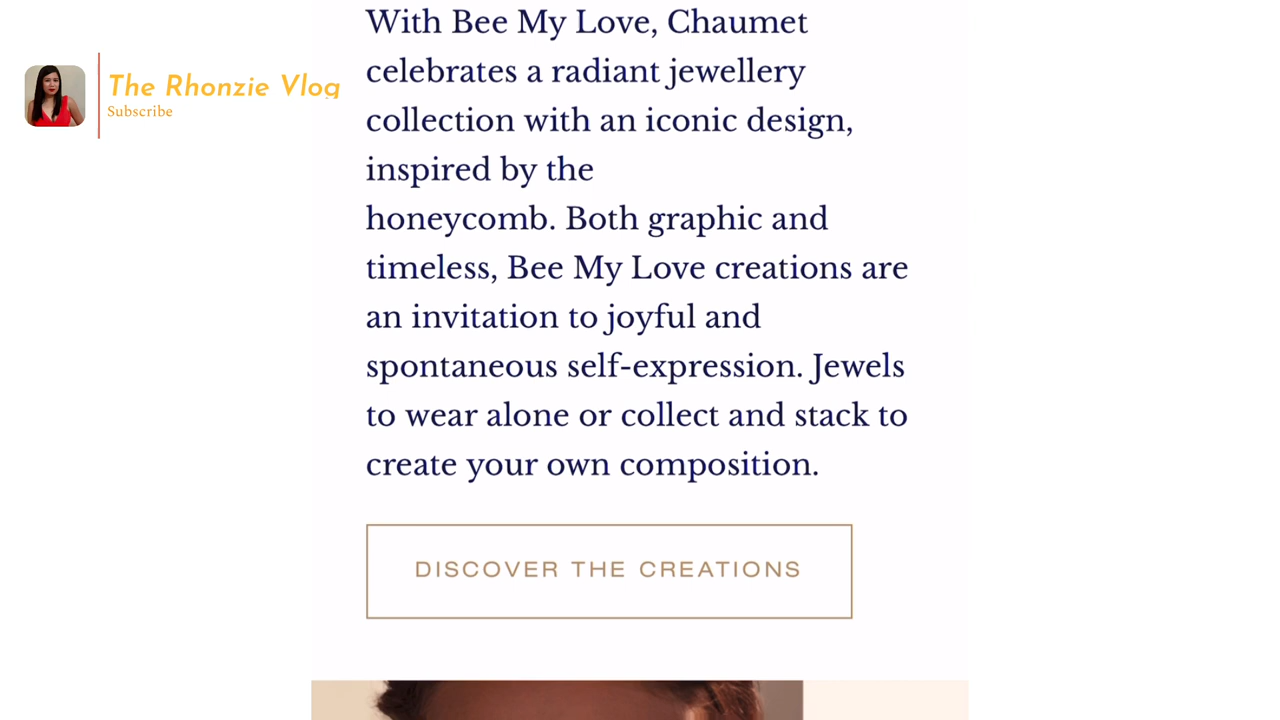 The Rhonzie Vlog
Subscribe
With Bee My Love, Chaumet
celebrates a radiant jewellery
collection with an iconic design,
inspired by the
honeycomb. Both graphic and
timeless, Bee My Love creations are
an invitation to joyful and
spontaneous self-expression. Jewels
to wear alone or collect and stack to
create your own composition.
DISCOVER THE CREATIONS